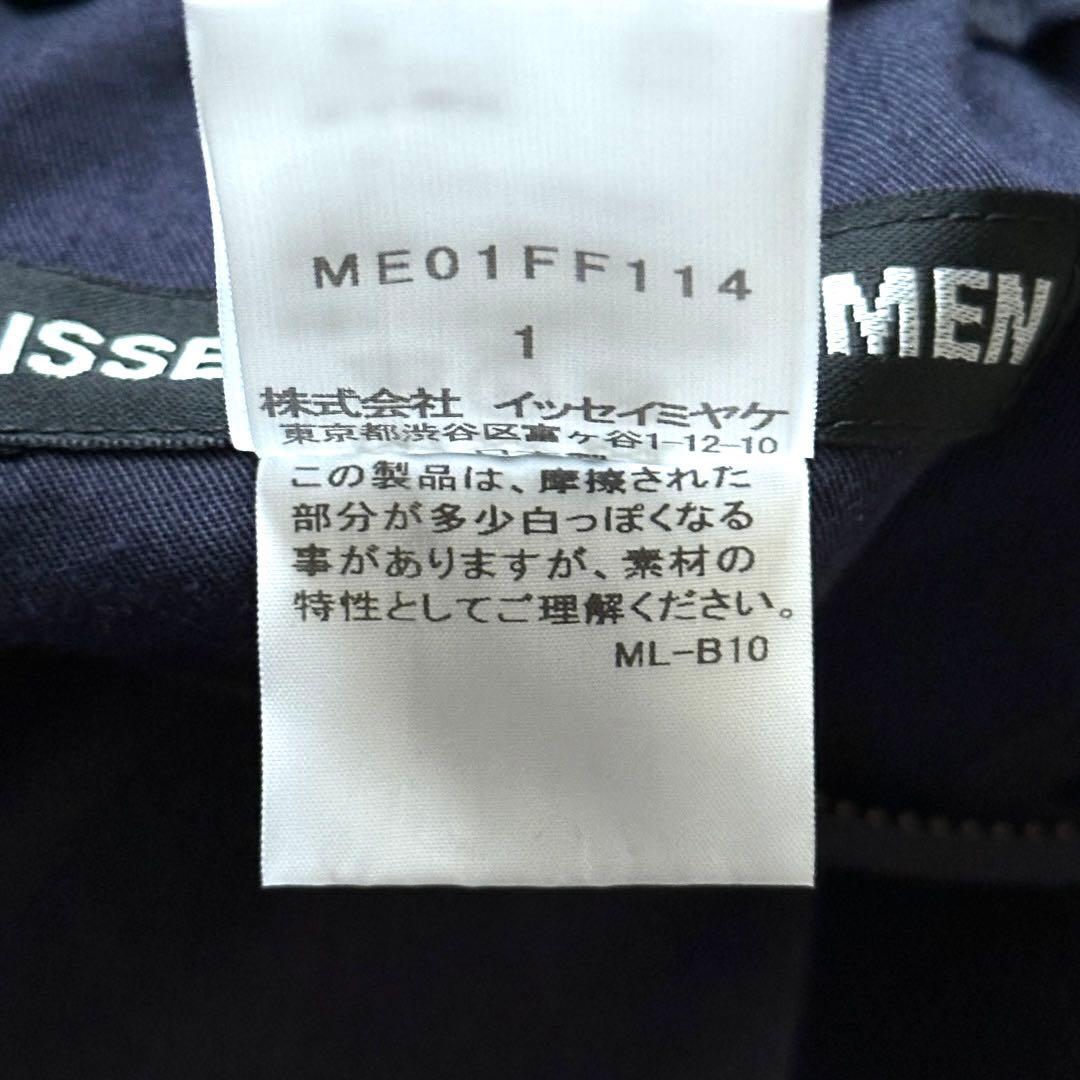 ME01FF114
1
ISSE
MEN
株式会社 イッセイミヤケ
東京都渋谷区富ヶ谷1-12-10
この製品は、摩擦された
部分が多少白っぽくなる
事がありますが、素材の
特性としてご理解ください。
ML-B10